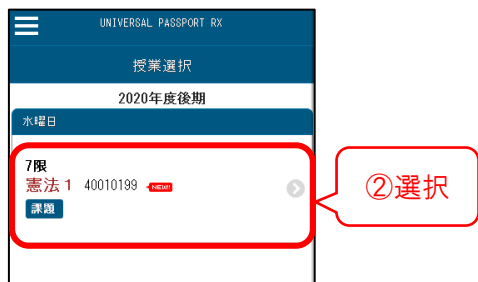 UNIVERSAL PASSPORT RX
授業選択
2020年度後期
水曜日
7限
憲法1 40010199 NEW!!
課題
②選択